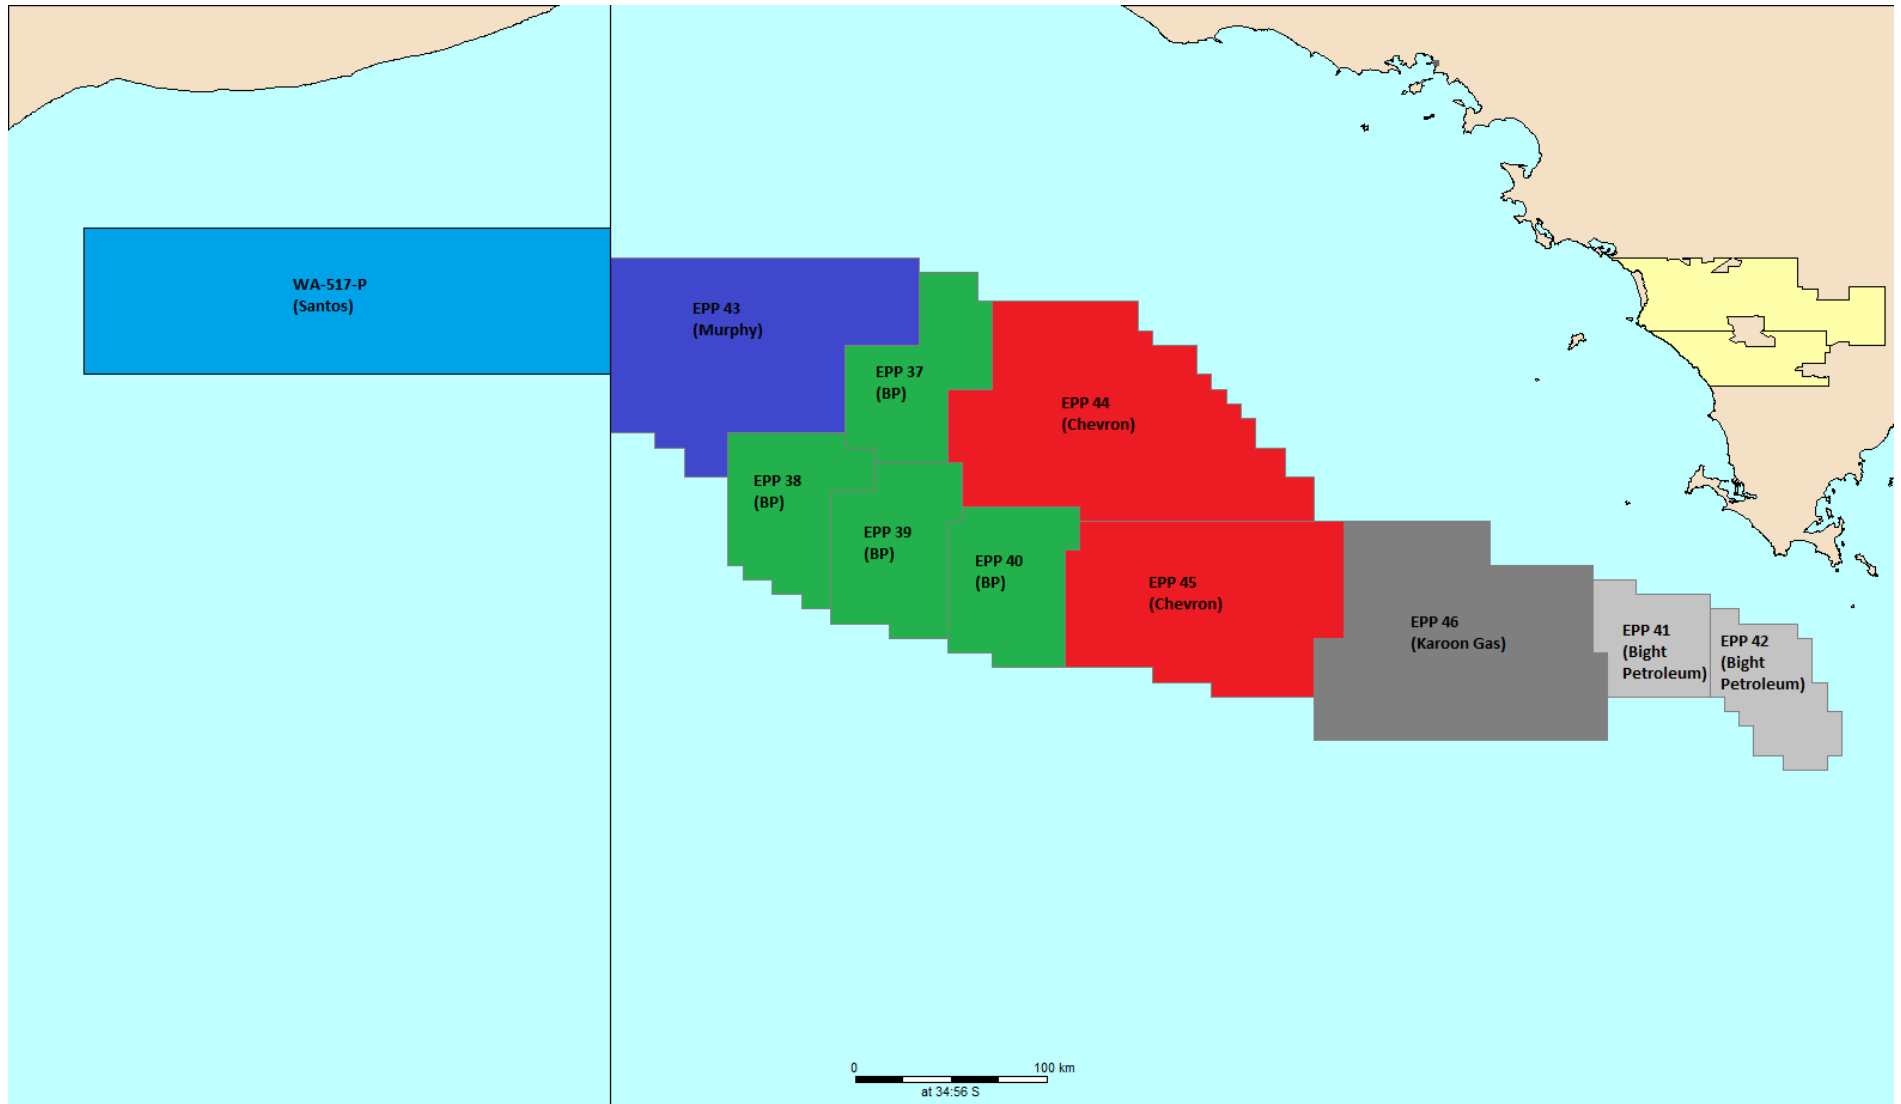 WA-517-P
(Santos)
EPP 43
(Murphy)
EPP 37
(BP)
EPP 44
(Chevron)
EPP 38
(BP)
EPP 39
(BP)
EPP 40
(BP)
EPP 45
(Chevron)
EPP 46
(Karoon Gas)
EPP 41
(Bight
Petroleum)
EPP 42
(Bight
Petroleum)
0 100 km
at 34:56 S